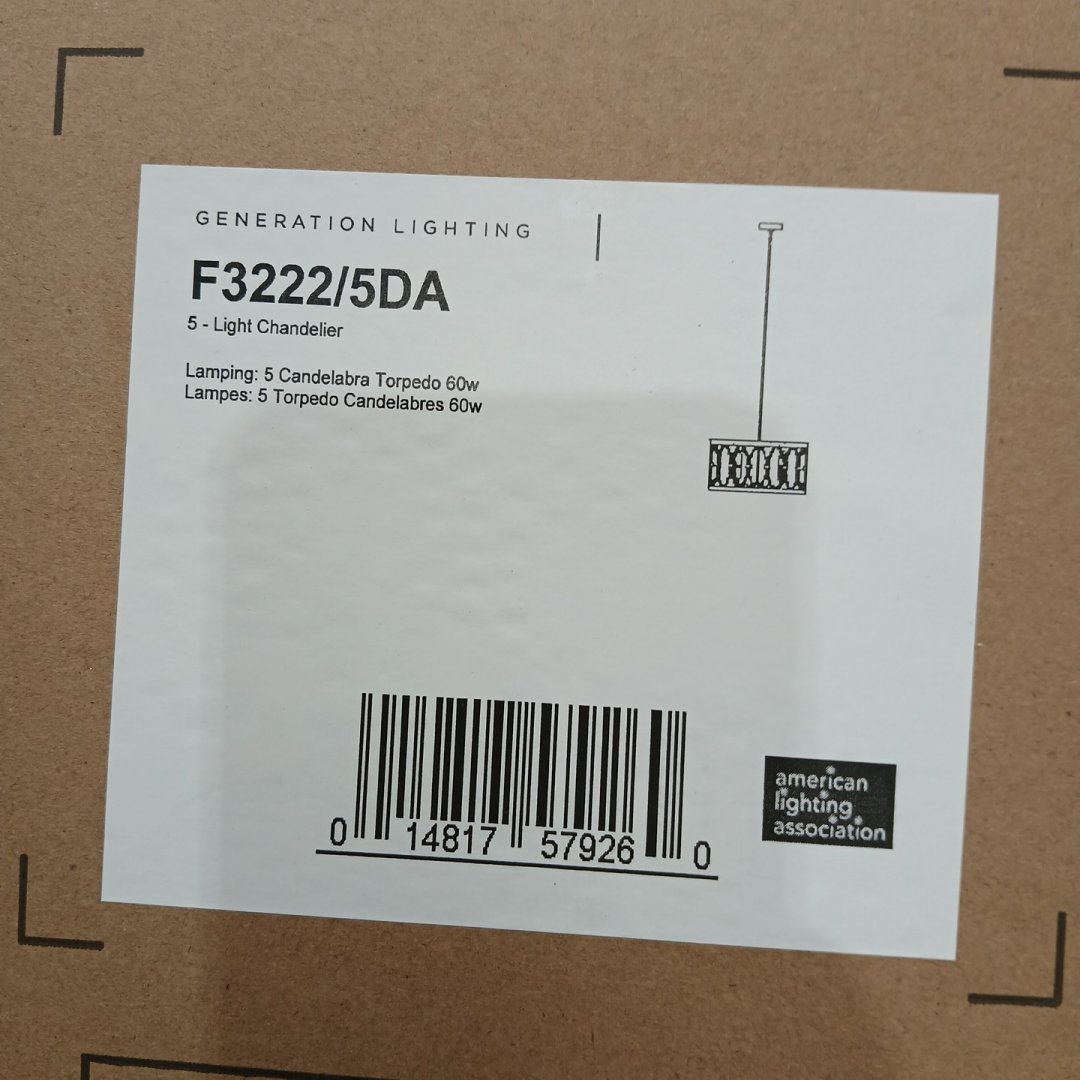 GENERATION LIGHTING
F3222/5DA
5 - Light Chandelier
Lamping: 5 Candelabra Torpedo 60w
Lampes: 5 Torpedo Candelabres 60w
0 14817 57926 0
american
lighting
association